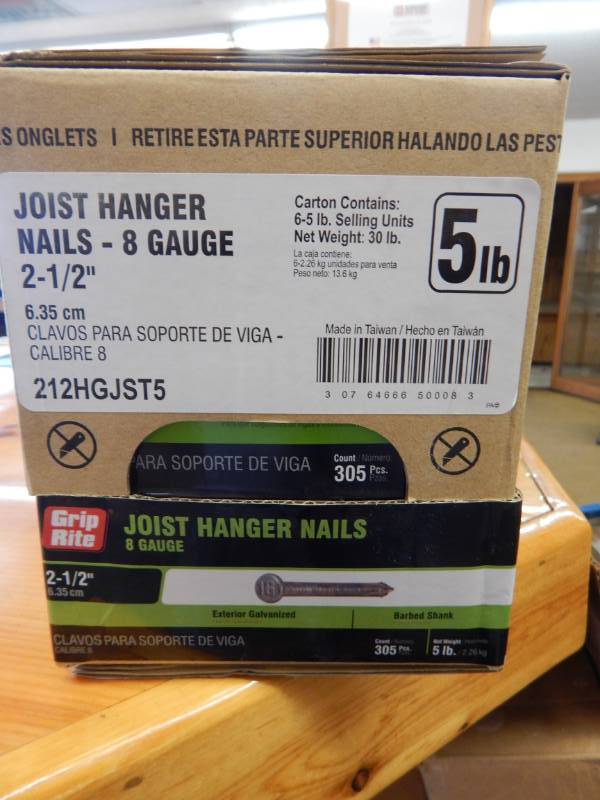 S ONGLETS | RETIRE ESTA PARTE SUPERIOR HALANDO LAS PEST
JOIST HANGER
NAILS - 8 GAUGE
2-1/2"
6.35 cm
CLAVOS PARA SOPORTE DE VIGA -
CALIBRE 8
212HGJST5
Carton Contains:
6-5 lb. Selling Units
Net Weight: 30 lb.
La caja contiene:
6-2.26 kg unidades para venta
Peso neto: 13.6 kg
5 lb
Made in Taiwan / Hecho en Taiwán
3 07 64666 50008 3
ARA SOPORTE DE VIGA
Count / Número
305 Pcs.
Grip
Rite
JOIST HANGER NAILS
8 GAUGE
2-1/2"
6.35 cm
Exterior Galvanized
Barbed Shank
CLAVOS PARA SOPORTE DE VIGA
CALIBRE 8
Count
305 Pcs.
Net Weight
5 lb. 2.26 kg